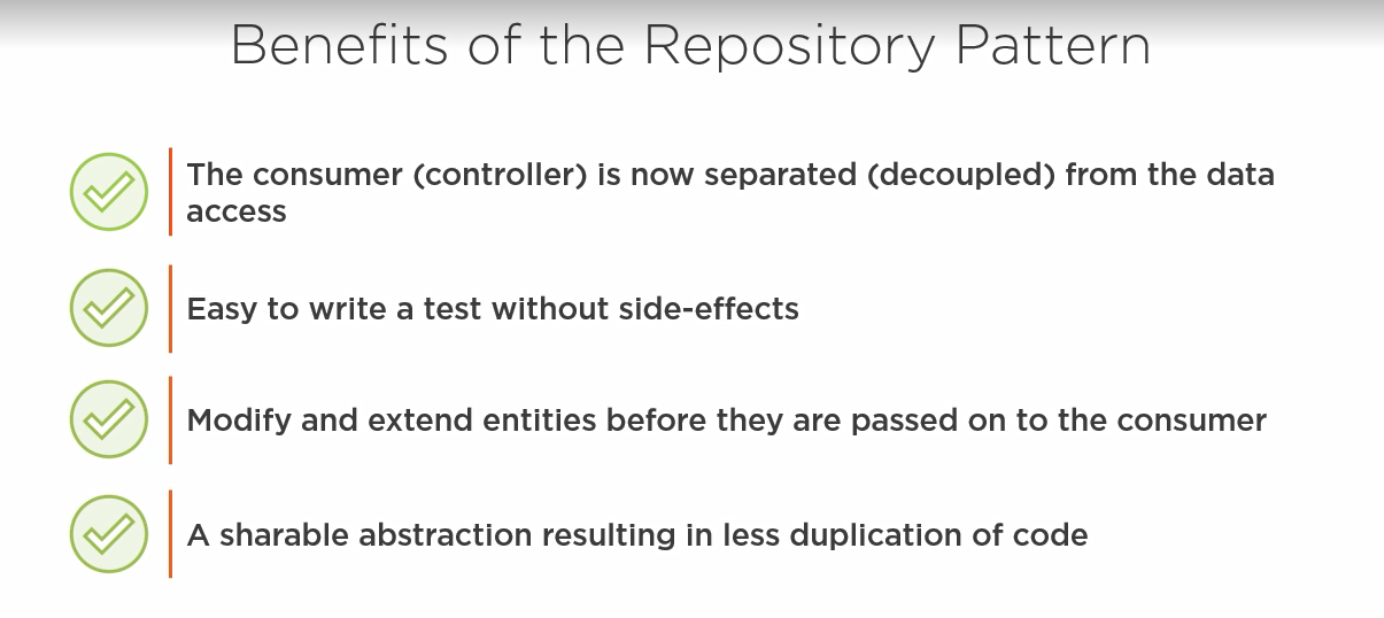 Benefits of the Repository Pattern
The consumer (controller) is now separated (decoupled) from the data
access
Easy to write a test without side-effects
Modify and extend entities before they are passed on to the consumer
A sharable abstraction resulting in less duplication of code